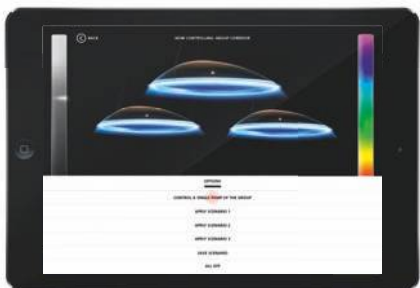 BACK
NOW CONTROLLING: GROUP CORRIDOR
OPTIONS
CONTROL A SINGLE LAMP OF THE GROUP
APPLY SCENARIO 1
APPLY SCENARIO 2
APPLY SCENARIO 3
SAVE SCENARIO
ALL OFF